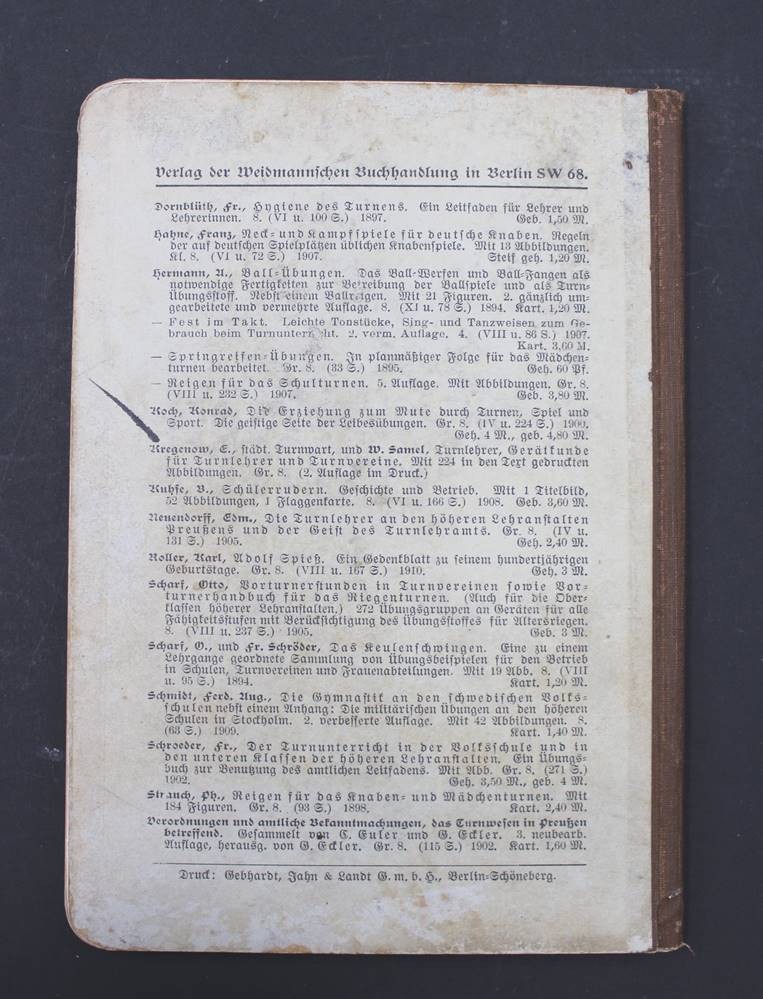 Verlag der Weidmannschen Buchhandlung in Berlin SW 68.
Dornblüth, Fr., Hygiene des Turnens. Ein Leitfaden für Lehrer und
Lehrerinnen. 8. (VI u. 100 S.) 1897. Geb. 1,50 M.
Hahne, Franz, Neck- und Kampfspiele für deutsche Knaben. Regeln
der auf deutschen Spielplätzen üblichen Knabenspiele. Mit 13 Abbildungen.
Kl. 8. (VI u. 72 S.) 1907. Steif geh. 1,20 M.
Hermann, A., Ball-Übungen. Das Ball-Werfen und Ball-Fangen als
notwendige Fertigkeiten zur Betreibung der Ballspiele und als Turn-
Übungsstoff. Nebst einem Ballreigen. Mit 21 Figuren. 2. gänzlich um-
gearbeitete und vermehrte Auflage. 8. (XI u. 78 S.) 1894. Kart. 1,20 M.
— Fest im Takt. Leichte Tonstücke, Sing- und Tanzweisen zum Ge-
brauch beim Turnunterricht. 2. verm. Auflage. 4. (VIII u. 86 S.) 1907.
Kart. 3,60 M.
— Springreifen-Übungen. In planmäßiger Folge für das Mädchen-
turnen bearbeitet. Gr. 8. (33 S.) 1895. Geh. 60 Pf.
— Reigen für das Schulturnen. 5. Auflage. Mit Abbildungen. Gr. 8.
(VIII u. 232 S.) 1907. Geb. 3,80 M.
Koch, Konrad, Die Erziehung zum Mute durch Turnen, Spiel und
Sport. Die geistige Seite der Leibesübungen. Gr. 8. (IV u. 224 S.) 1900.
Geh. 4 M., geb. 4,80 M.
Kregenow, E., städt. Turnwart, und W. Samel, Turnlehrer, Gerätkunde
für Turnlehrer und Turnvereine. Mit 224 in den Text gedruckten
Abbildungen. Gr. 8. (2. Auflage im Druck.)
Kuhse, B., Schülerrudern. Geschichte und Betrieb. Mit 1 Titelbild,
52 Abbildungen, 1 Flaggenkarte. 8. (VI u. 166 S.) 1908. Geb. 3,60 M.
Neuendorff, Edm., Die Turnlehrer an den höheren Lehranstalten
Preußens und der Geist des Turnlehramts. Gr. 8. (IV u.
131 S.) 1905. Geh. 2,40 M.
Roller, Karl, Adolf Spieß. Ein Gedenkblatt zu seinem hundertjährigen
Geburtstage. Gr. 8. (VIII u. 167 S.) 1910. Geh. 3 M.
Scharf, Otto, Vorturnerstunden in Turnvereinen sowie Vor-
turnerhandbuch für das Riegenturnen. (Auch für die Ober-
klassen höherer Lehranstalten.) 272 Übungsgruppen an Geräten für alle
Fähigkeitsstufen mit Berücksichtigung des Übungsstoffes für Altersriegen.
8. (VIII u. 237 S.) 1905. Geb. 3 M.
Scharf, O., und Fr. Schröder, Das Keulenschwingen. Eine zu einem
Lehrgange geordnete Sammlung von Übungsbeispielen für den Betrieb
in Schulen, Turnvereinen und Frauenabteilungen. Mit 19 Abb. 8. (VIII
u. 95 S.) 1894. Kart. 1,20 M.
Schmidt, Ferd. Aug., Die Gymnastik an den schwedischen Volks-
schulen nebst einem Anhang: Die militärischen Übungen an den höheren
Schulen in Stockholm. 2. verbesserte Auflage. Mit 42 Abbildungen. 8.
(63 S.) 1909. Kart. 1,40 M.
Schroeder, Fr., Der Turnunterricht in der Volksschule und in
den unteren Klassen der höheren Lehranstalten. Ein Übungs-
buch zur Benutzung des amtlichen Leitfadens. Mit Abb. Gr. 8. (271 S.)
1902. Geh. 3,50 M., geb. 4 M.
Strauch, Ph., Reigen für das Knaben- und Mädchenturnen. Mit
184 Figuren. Gr. 8. (93 S.) 1898. Kart. 2,40 M.
Verordnungen und amtliche Bekanntmachungen, das Turnwesen in Preußen
betreffend. Gesammelt von C. Euler und G. Eckler. 3. neubearb.
Auflage, herausg. von G. Eckler. Gr. 8. (115 S.) 1902. Kart. 1,60 M.
Druck: Gebhardt, Jahn & Landt G. m. b. H., Berlin-Schöneberg.